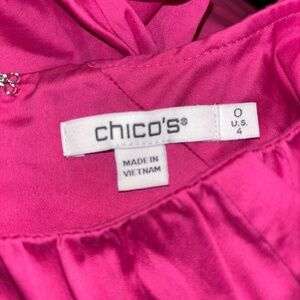 chico's®
0
U.S.
4
MADE IN
VIETNAM